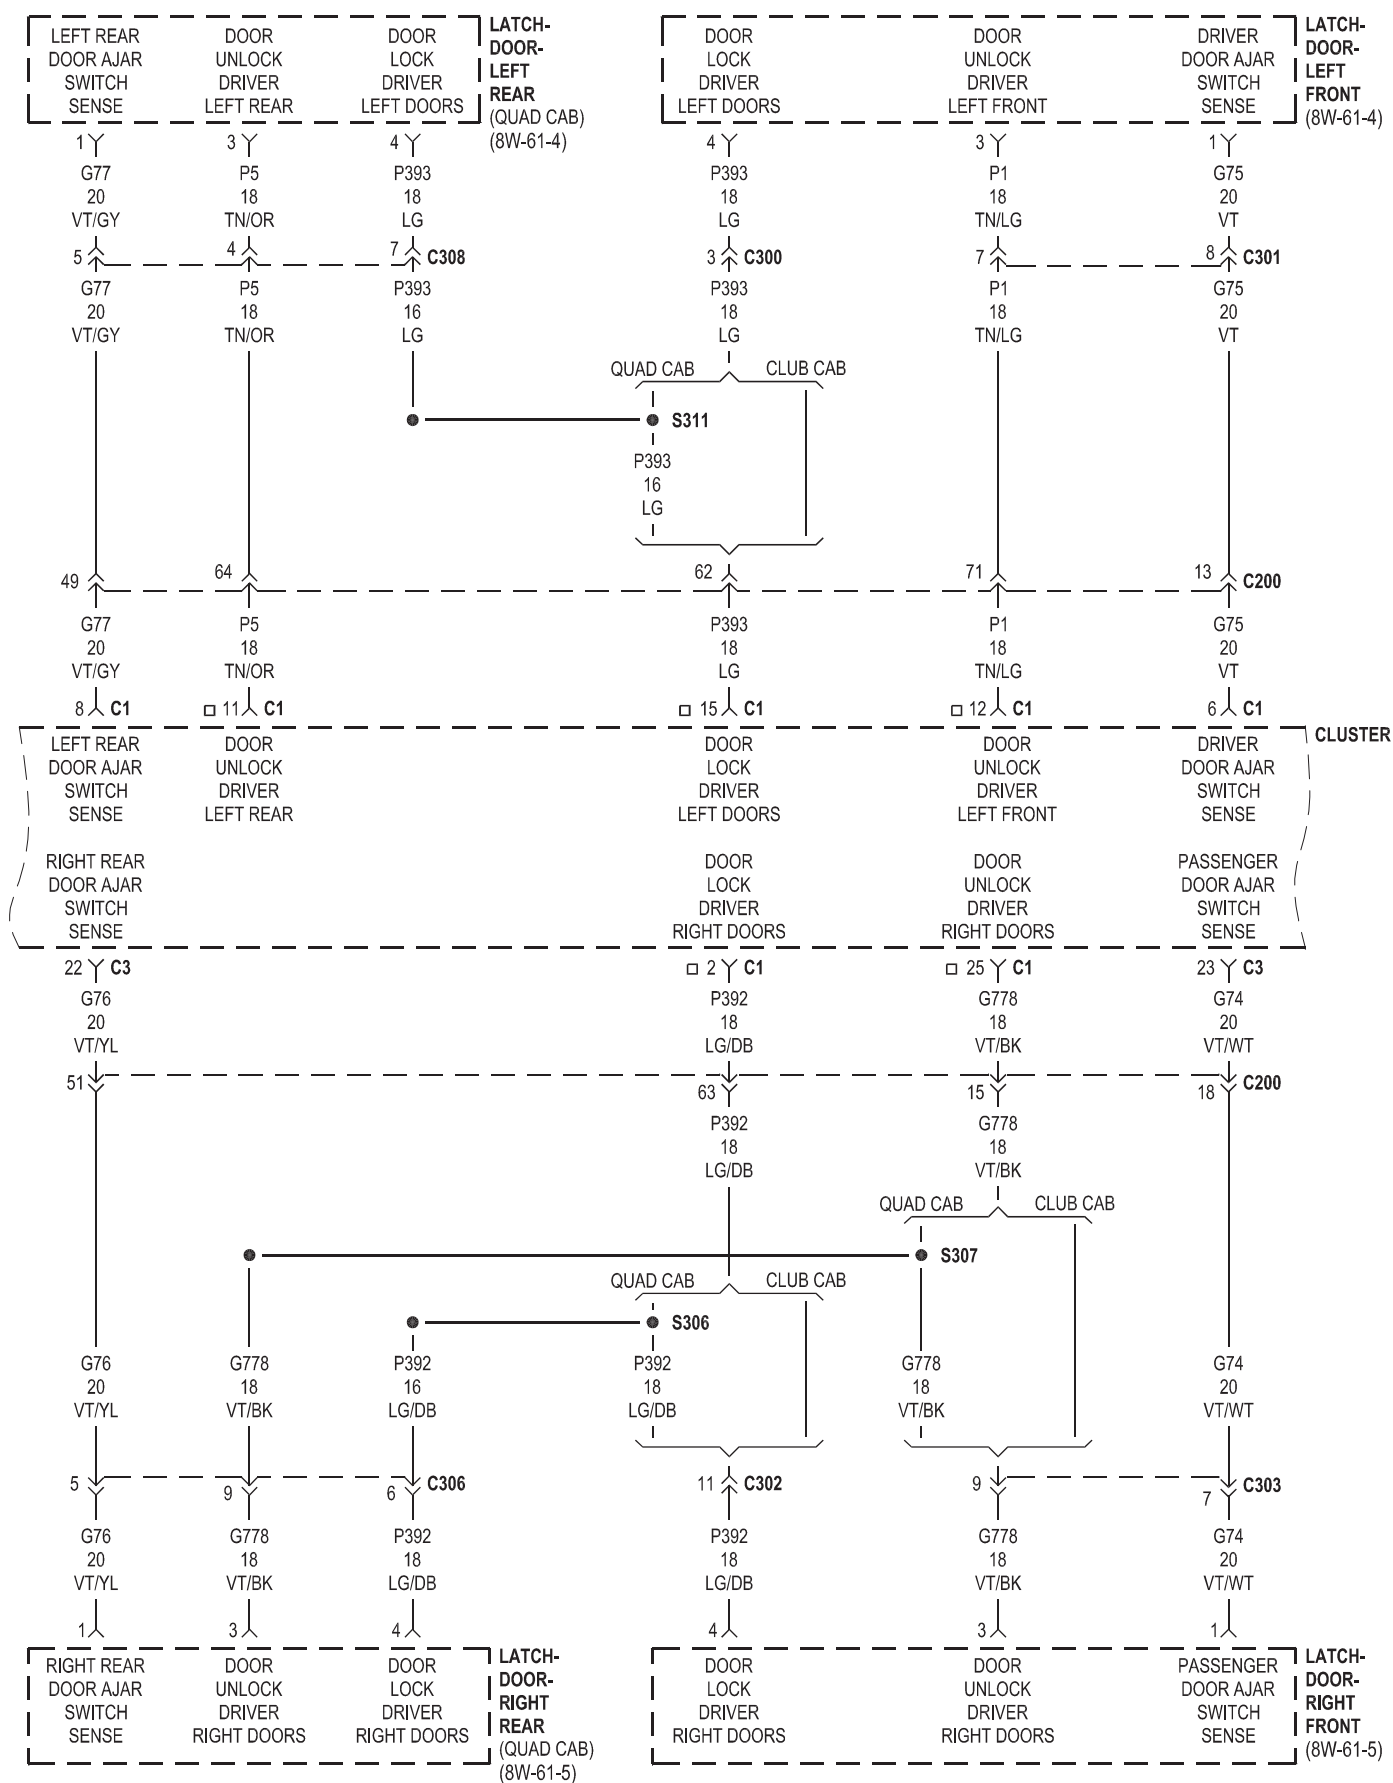 LEFT REAR
DOOR AJAR
SWITCH
SENSE
DOOR
UNLOCK
DRIVER
LEFT REAR
DOOR
LOCK
DRIVER
LEFT DOORS
LATCH-
DOOR-
LEFT
REAR
(QUAD CAB)
(8W-61-4)
DOOR
LOCK
DRIVER
LEFT DOORS
DOOR
UNLOCK
DRIVER
LEFT FRONT
DRIVER
DOOR AJAR
SWITCH
SENSE
LATCH-
DOOR-
LEFT
FRONT
(8W-61-4)
1 3 4 4 3 1
G77 P5 P393 P393 P1 G75
20 18 18 18 18 20
VT/GY TN/OR LG LG TN/LG VT
5 4 7 C308 3 C300 7 8 C301
G77 P5 P393 P393 P1 G75
20 18 16 18 18 20
VT/GY TN/OR LG LG TN/LG VT
QUAD CAB CLUB CAB
S311
P393
16
LG
49 64 62 71 13 C200
G77 P5 P393 P1 G75
20 18 18 18 20
VT/GY TN/OR LG TN/LG VT
8 C1 11 C1 15 C1 12 C1 6 C1
CLUSTER
LEFT REAR
DOOR AJAR
SWITCH
SENSE
DOOR
UNLOCK
DRIVER
LEFT REAR
DOOR
LOCK
DRIVER
LEFT DOORS
DOOR
UNLOCK
DRIVER
LEFT FRONT
DRIVER
DOOR AJAR
SWITCH
SENSE
RIGHT REAR
DOOR AJAR
SWITCH
SENSE
DOOR
LOCK
DRIVER
RIGHT DOORS
DOOR
UNLOCK
DRIVER
RIGHT DOORS
PASSENGER
DOOR AJAR
SWITCH
SENSE
22 C3 2 C1 25 C1 23 C3
G76 P392 G778 G74
20 18 18 20
VT/YL LG/DB VT/BK VT/WT
51 63 15 18 C200
P392 G778
18 18
LG/DB VT/BK
QUAD CAB CLUB CAB
S307
QUAD CAB CLUB CAB
S306
G76 G778 P392 P392 G778 G74
20 18 16 18 18 20
VT/YL VT/BK LG/DB LG/DB VT/BK VT/WT
5 9 6 C306 11 C302 9 7 C303
G76 G778 P392 P392 G778 G74
20 18 18 18 18 20
VT/YL VT/BK LG/DB LG/DB VT/BK VT/WT
1 3 4 4 3 1
RIGHT REAR
DOOR AJAR
SWITCH
SENSE
DOOR
UNLOCK
DRIVER
RIGHT DOORS
DOOR
LOCK
DRIVER
RIGHT DOORS
LATCH-
DOOR-
RIGHT
REAR
(QUAD CAB)
(8W-61-5)
DOOR
LOCK
DRIVER
RIGHT DOORS
DOOR
UNLOCK
DRIVER
RIGHT DOORS
PASSENGER
DOOR AJAR
SWITCH
SENSE
LATCH-
DOOR-
RIGHT
FRONT
(8W-61-5)